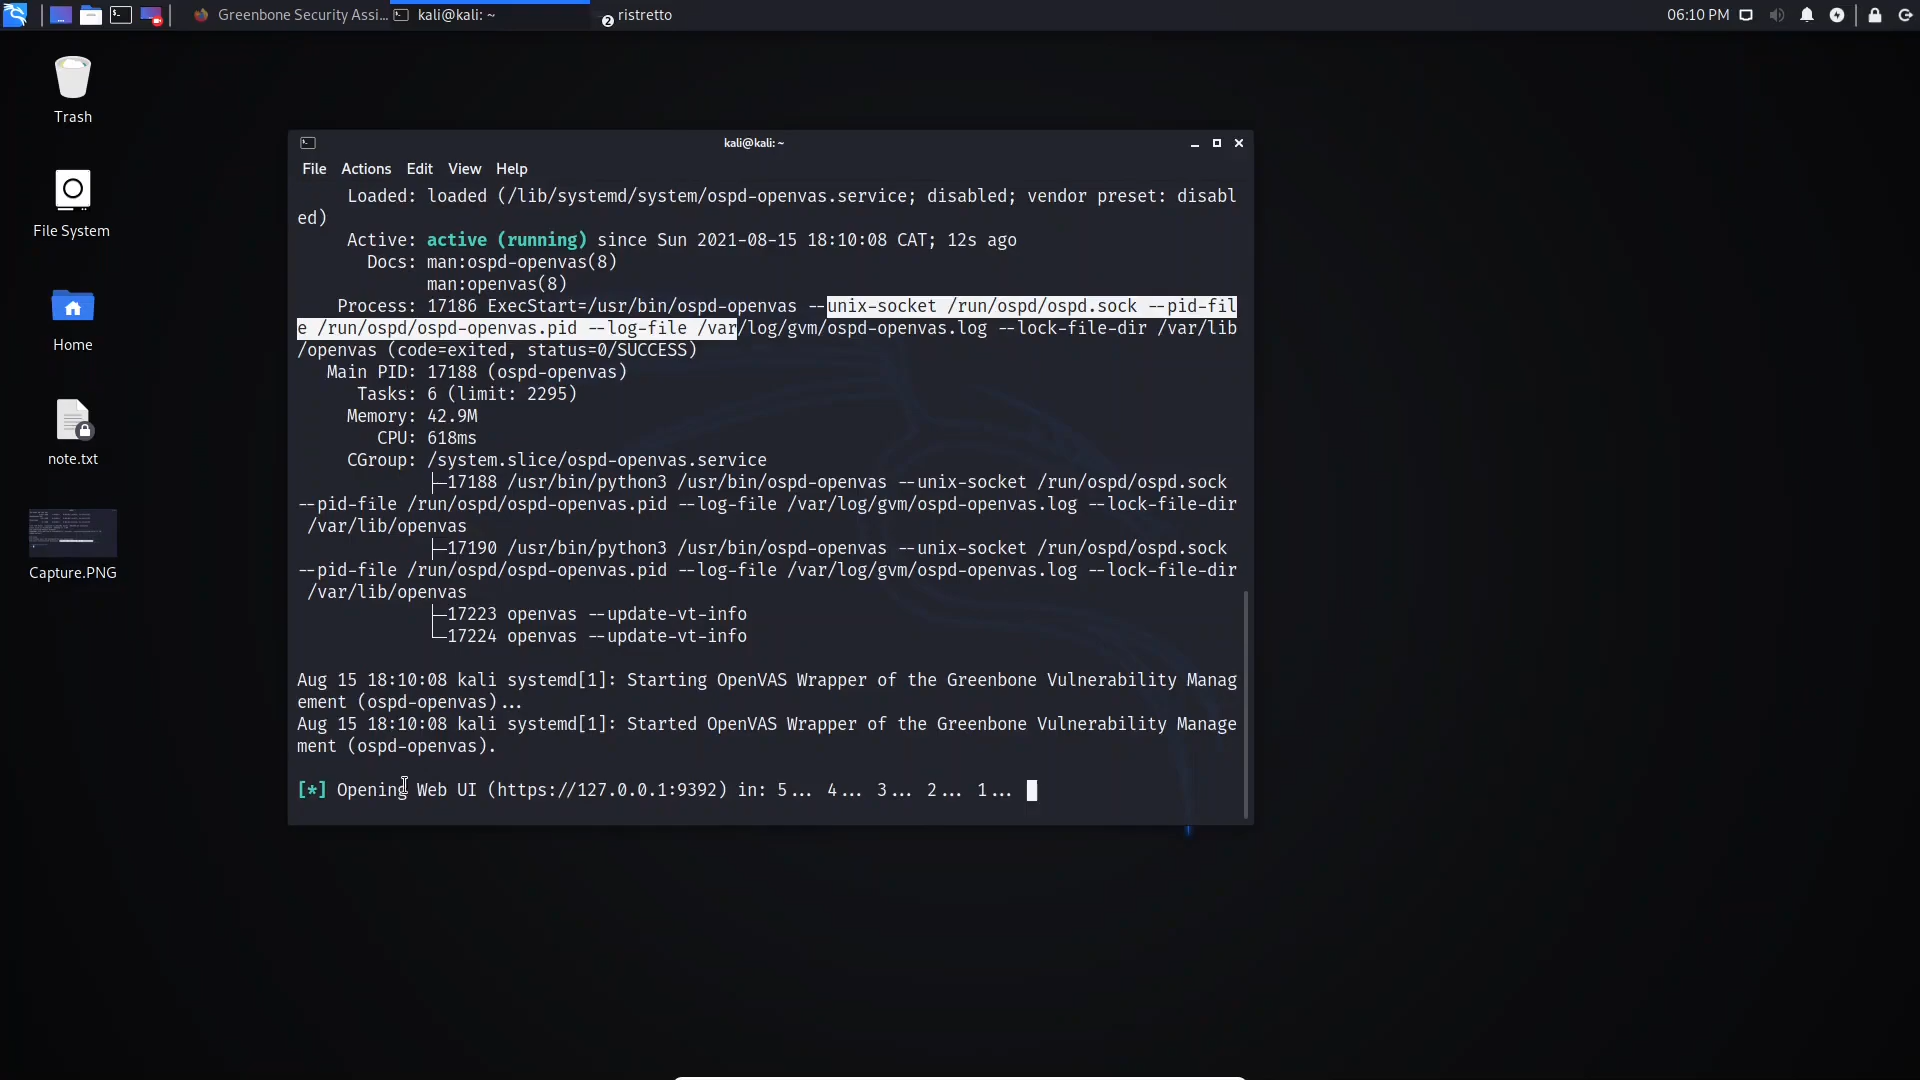 Greenbone Security Assi...
kali@kali: ~
2
ristretto
06:10 PM
Trash
File System
Home
note.txt
Capture.PNG
kali@kali: ~
File Actions Edit View Help
Loaded: loaded (/lib/systemd/system/ospd-openvas.service; disabled; vendor preset: disabl
ed)
Active: active (running) since Sun 2021-08-15 18:10:08 CAT; 12s ago
Docs: man:ospd-openvas(8)
man:openvas(8)
Process: 17186 ExecStart=/usr/bin/ospd-openvas --unix-socket /run/ospd/ospd.sock --pid-fil
e /run/ospd/ospd-openvas.pid --log-file /var/log/gvm/ospd-openvas.log --lock-file-dir /var/lib
/openvas (code=exited, status=0/SUCCESS)
Main PID: 17188 (ospd-openvas)
Tasks: 6 (limit: 2295)
Memory: 42.9M
CPU: 618ms
CGroup: /system.slice/ospd-openvas.service
├─17188 /usr/bin/python3 /usr/bin/ospd-openvas --unix-socket /run/ospd/ospd.sock
--pid-file /run/ospd/ospd-openvas.pid --log-file /var/log/gvm/ospd-openvas.log --lock-file-dir
/var/lib/openvas
├─17190 /usr/bin/python3 /usr/bin/ospd-openvas --unix-socket /run/ospd/ospd.sock
--pid-file /run/ospd/ospd-openvas.pid --log-file /var/log/gvm/ospd-openvas.log --lock-file-dir
/var/lib/openvas
├─17223 openvas --update-vt-info
└─17224 openvas --update-vt-info
Aug 15 18:10:08 kali systemd[1]: Starting OpenVAS Wrapper of the Greenbone Vulnerability Manag
ement (ospd-openvas)...
Aug 15 18:10:08 kali systemd[1]: Started OpenVAS Wrapper of the Greenbone Vulnerability Manage
ment (ospd-openvas).
[*] Opening Web UI (https://127.0.0.1:9392) in: 5... 4... 3... 2... 1...